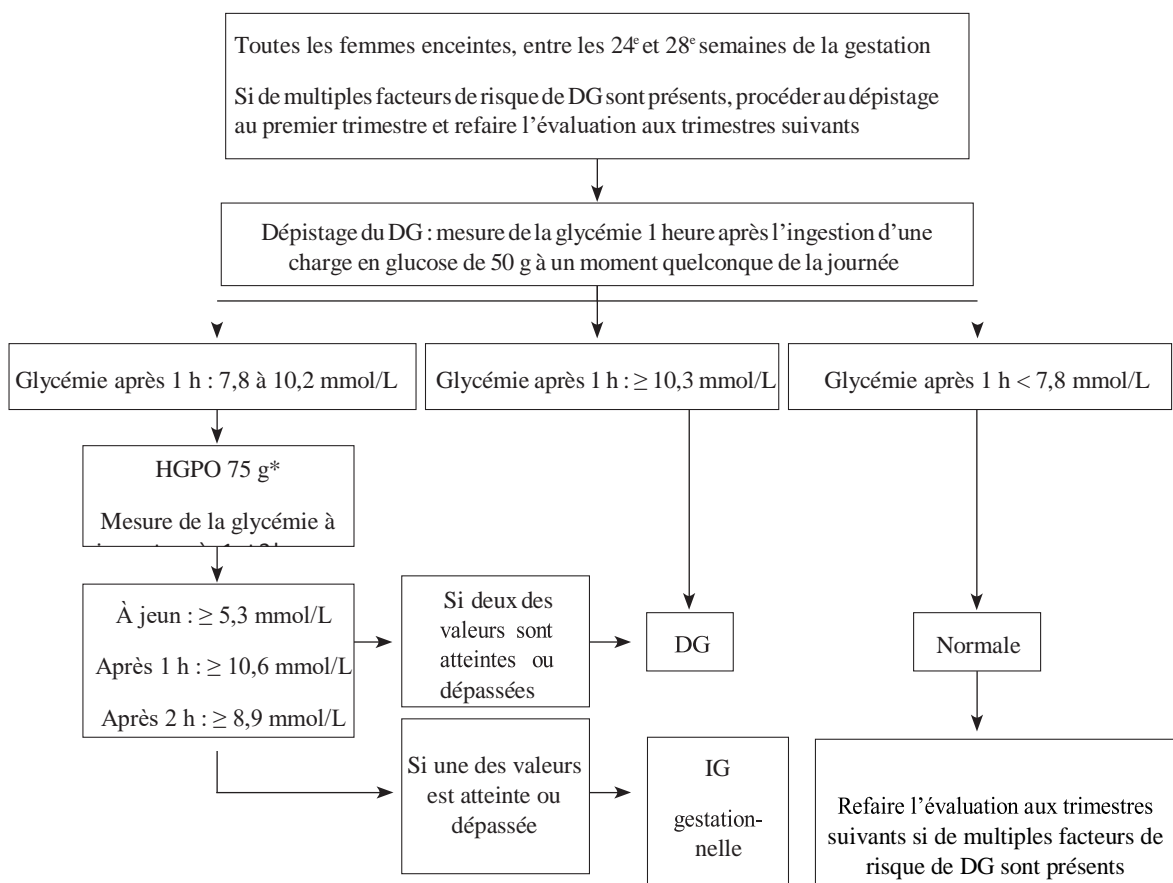 Toutes les femmes enceintes, entre les 24e et 28e semaines de la gestation
Si de multiples facteurs de risque de DG sont présents, procéder au dépistage
au premier trimestre et refaire l’évaluation aux trimestres suivants
Dépistage du DG : mesure de la glycémie 1 heure après l’ingestion d’une
charge en glucose de 50 g à un moment quelconque de la journée
Glycémie après 1 h : 7,8 à 10,2 mmol/L
Glycémie après 1 h : ≥ 10,3 mmol/L
Glycémie après 1 h < 7,8 mmol/L
HGPO 75 g*
Mesure de la glycémie à
À jeun : ≥ 5,3 mmol/L
Après 1 h : ≥ 10,6 mmol/L
Après 2 h : ≥ 8,9 mmol/L
Si deux des
valeurs sont
atteintes ou
dépassées
DG
Normale
Si une des valeurs
est atteinte ou
dépassée
IG
gestation-
nelle
Refaire l’évaluation aux trimestres
suivants si de multiples facteurs de
risque de DG sont présents